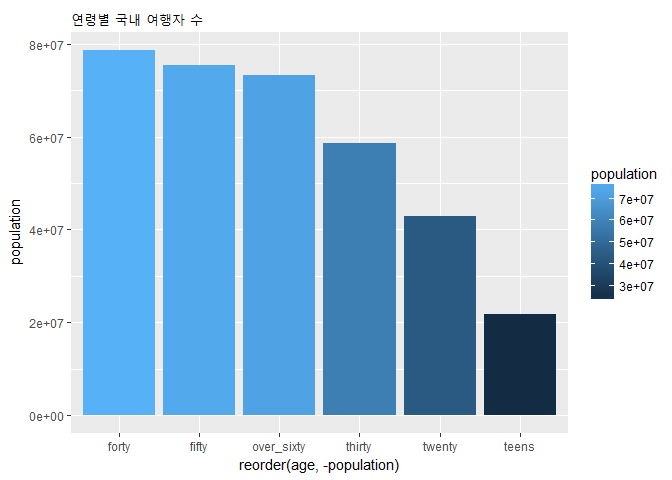 연령별 국내 여행자 수
8e+07
6e+07
4e+07
2e+07
0e+00
population
forty fifty over_sixty thirty twenty teens
reorder(age, -population)
population
7e+07
6e+07
5e+07
4e+07
3e+07